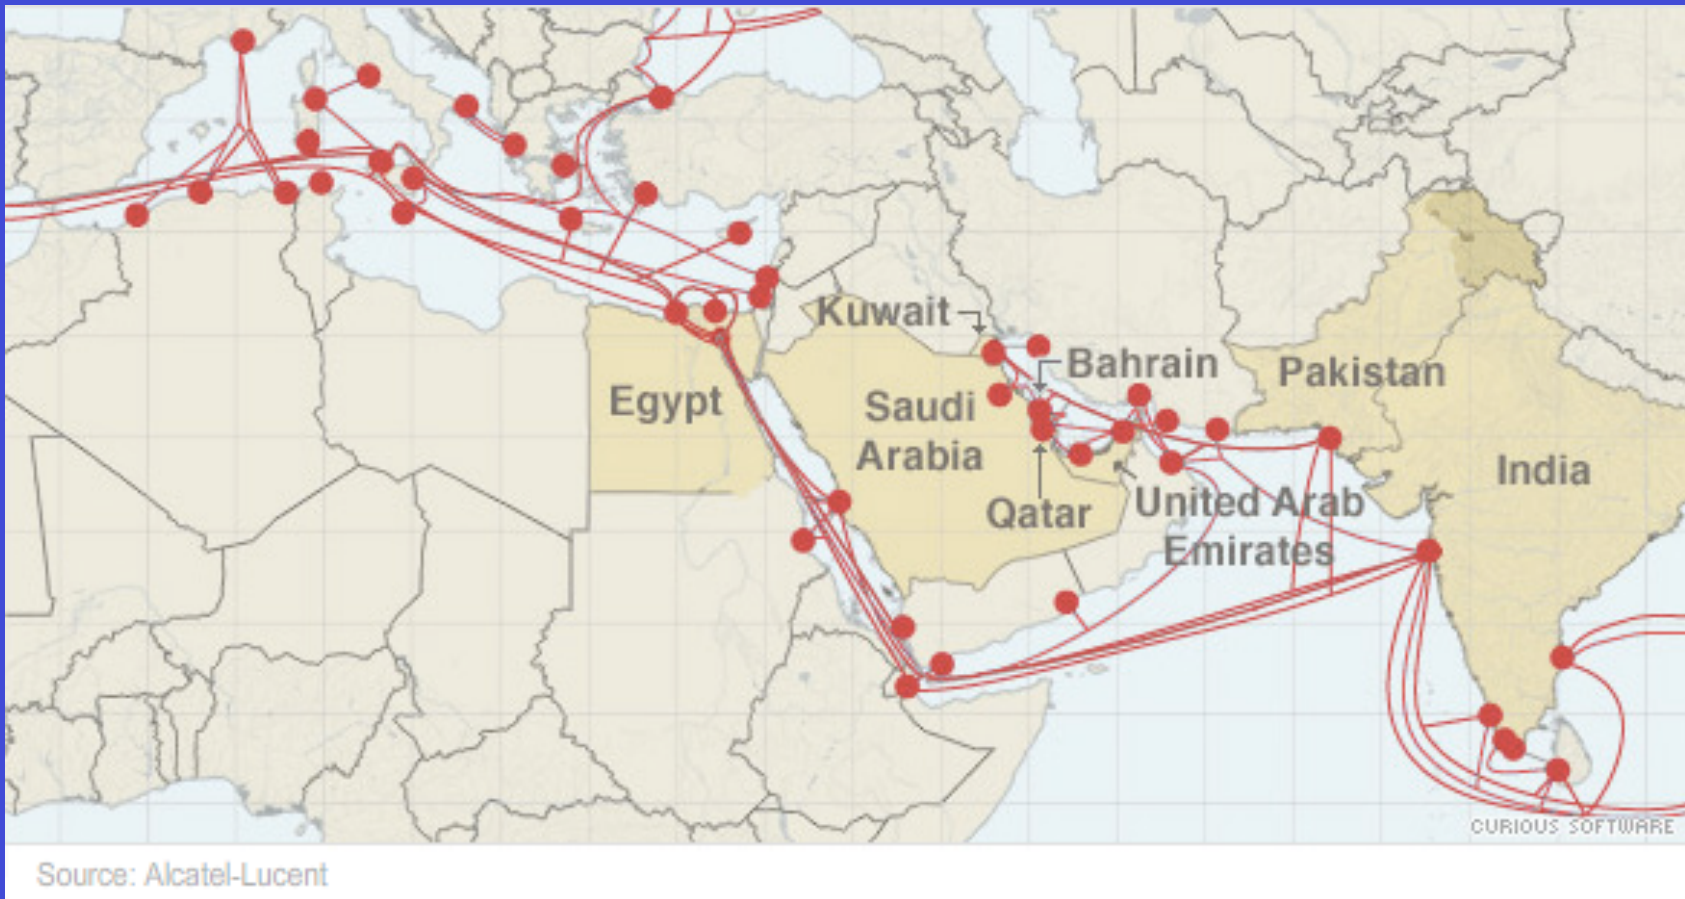 Kuwait
Bahrain
Pakistan
Egypt
Saudi
Arabia
India
Qatar
United Arab
Emirates
CURIOUS SOFTWARE
Source: Alcatel-Lucent